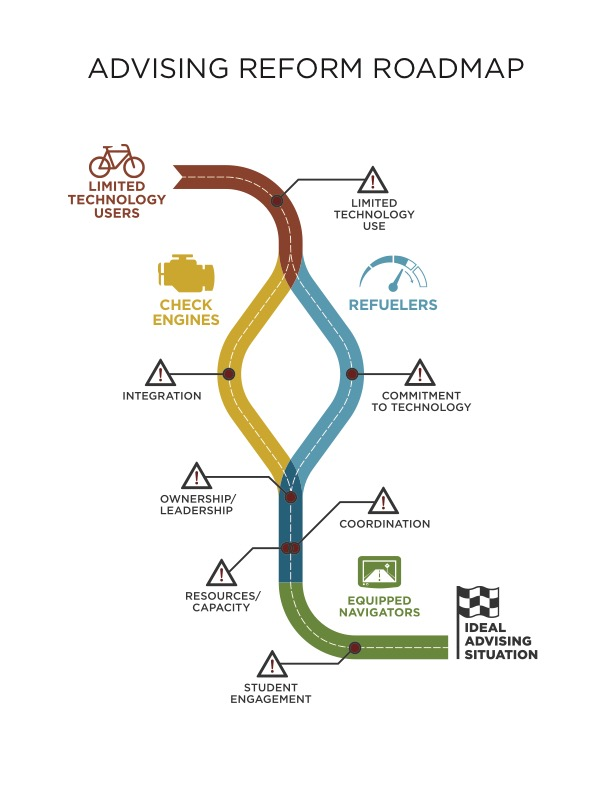 ADVISING REFORM ROADMAP
LIMITED
TECHNOLOGY
USERS
LIMITED
TECHNOLOGY
USE
CHECK
ENGINES
REFUELERS
INTEGRATION
COMMITMENT
TO TECHNOLOGY
OWNERSHIP/
LEADERSHIP
COORDINATION
RESOURCES/
CAPACITY
EQUIPPED
NAVIGATORS
IDEAL
ADVISING
SITUATION
STUDENT
ENGAGEMENT